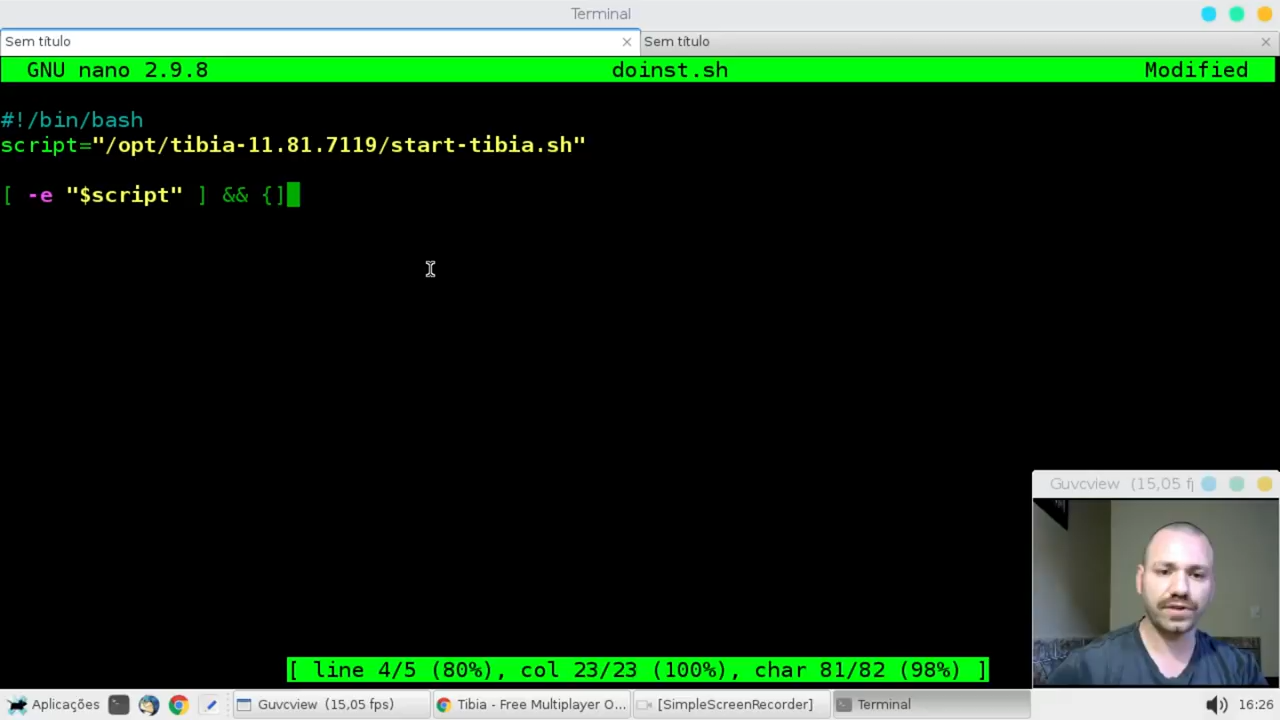 Terminal
Sem título
Sem título
GNU nano 2.9.8 doinst.sh Modified
#!/bin/bash
script="/opt/tibia-11.81.7119/start-tibia.sh"
[ -e "$script" ] && {]
[ line 4/5 (80%), col 23/23 (100%), char 81/82 (98%) ]
Guvcview (15,05 f
Aplicações
Guvcview (15,05 fps)
Tibia - Free Multiplayer O...
[SimpleScreenRecorder]
Terminal
16:26